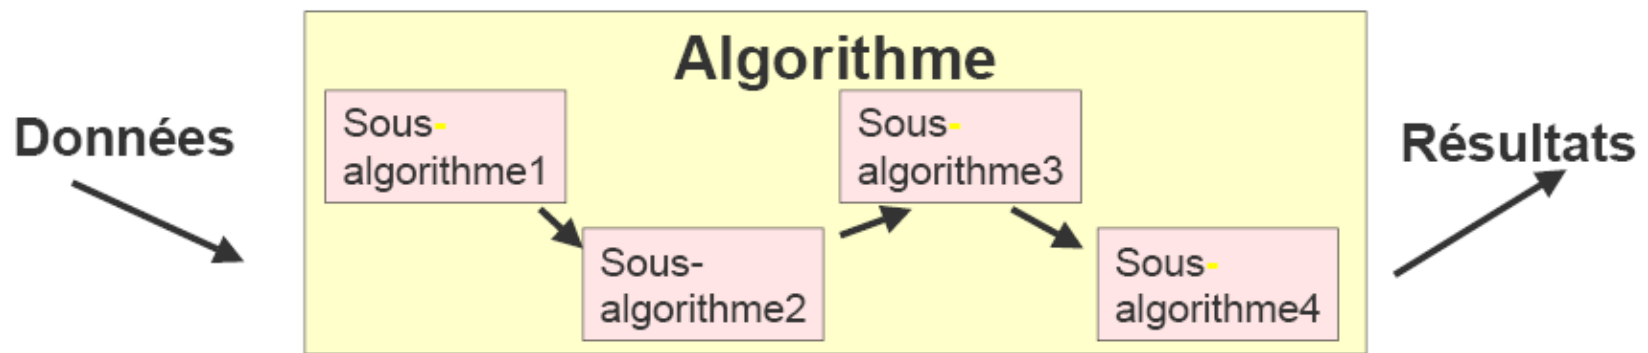 Algorithme
Données
Sous-
algorithme1
Sous-
algorithme2
Sous-
algorithme3
Sous-
algorithme4
Résultats